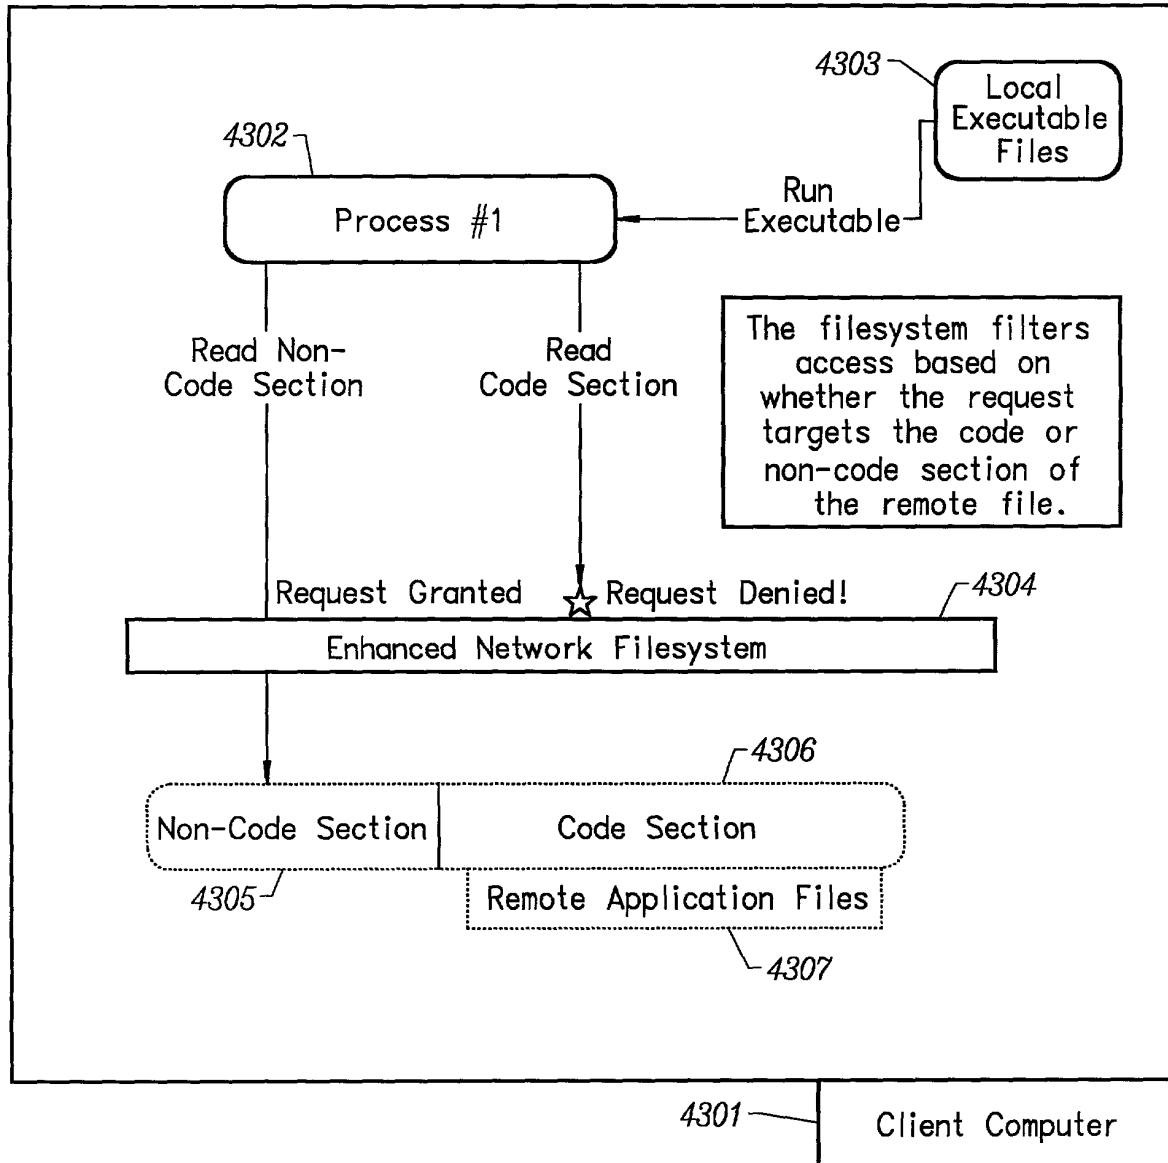 4303
Local
Executable
Files
4302
Process #1
Run
Executable
Read Non-
Code Section
Read
Code Section
The filesystem filters
access based on
whether the request
targets the code or
non-code section of
the remote file.
Request Granted
Request Denied!
4304
Enhanced Network Filesystem
4306
Non-Code Section
Code Section
4305
Remote Application Files
4307
4301
Client Computer